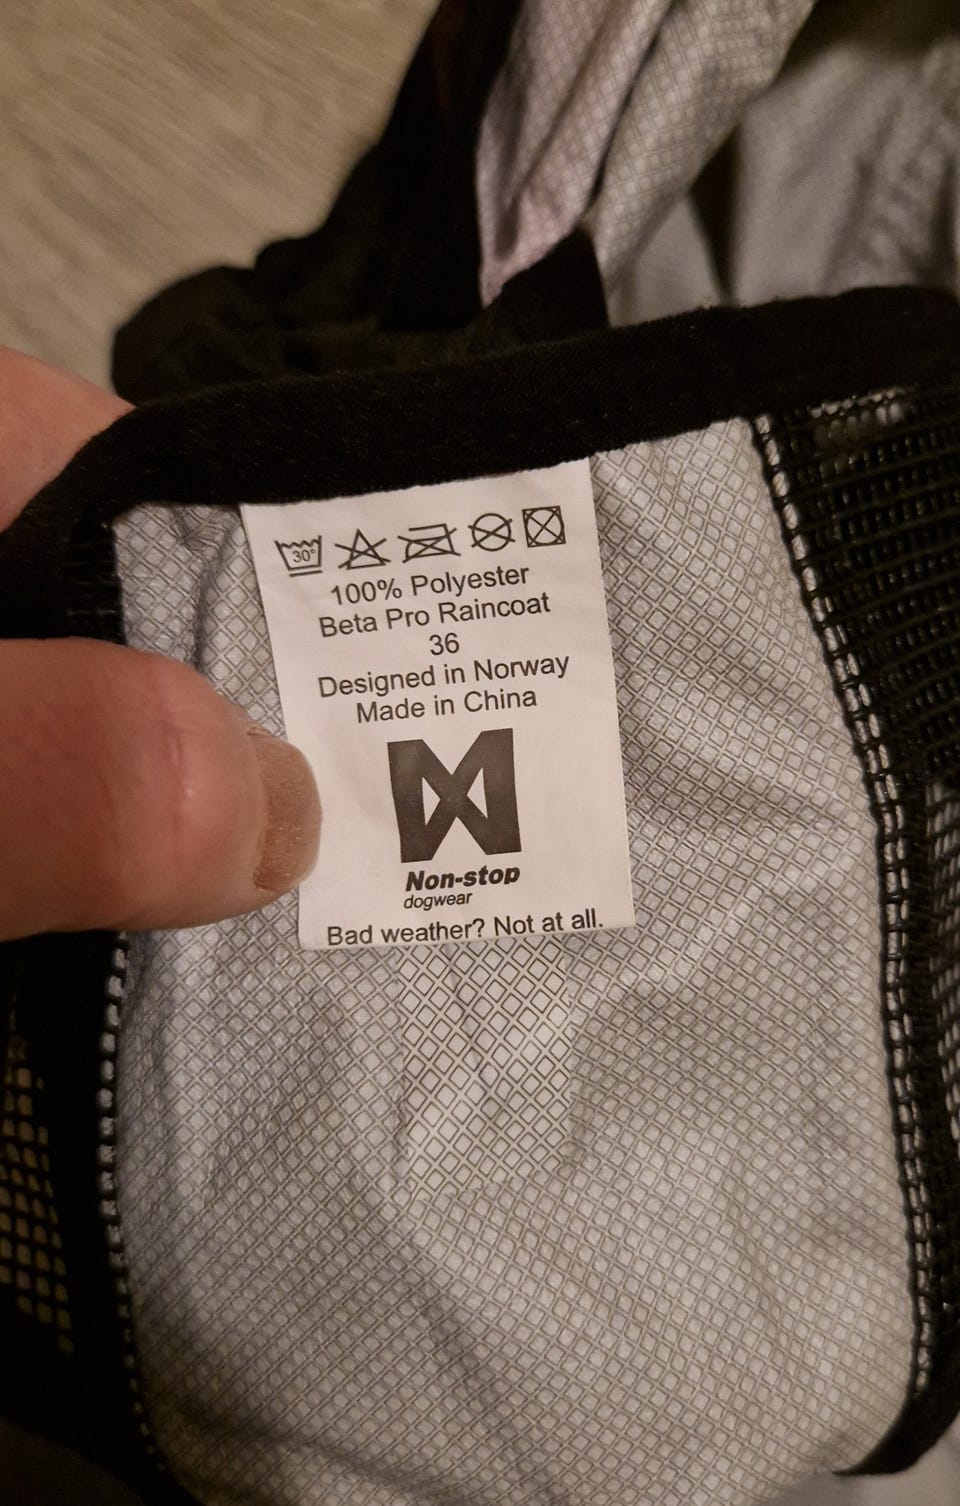 30°
100% Polyester
Beta Pro Raincoat
36
Designed in Norway
Made in China
Non-stop
dogwear
Bad weather? Not at all.